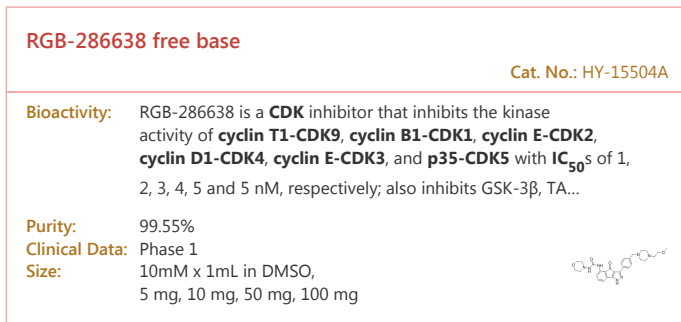 RGB-286638 free base
Cat. No.: HY-15504A
Bioactivity: RGB-286638 is a CDK inhibitor that inhibits the kinase
activity of cyclin T1-CDK9, cyclin B1-CDK1, cyclin E-CDK2,
cyclin D1-CDK4, cyclin E-CDK3, and p35-CDK5 with IC50s of 1,
2, 3, 4, 5 and 5 nM, respectively; also inhibits GSK-3β, TA...
Purity: 99.55%
Clinical Data: Phase 1
Size: 10mM x 1mL in DMSO,
5 mg, 10 mg, 50 mg, 100 mg